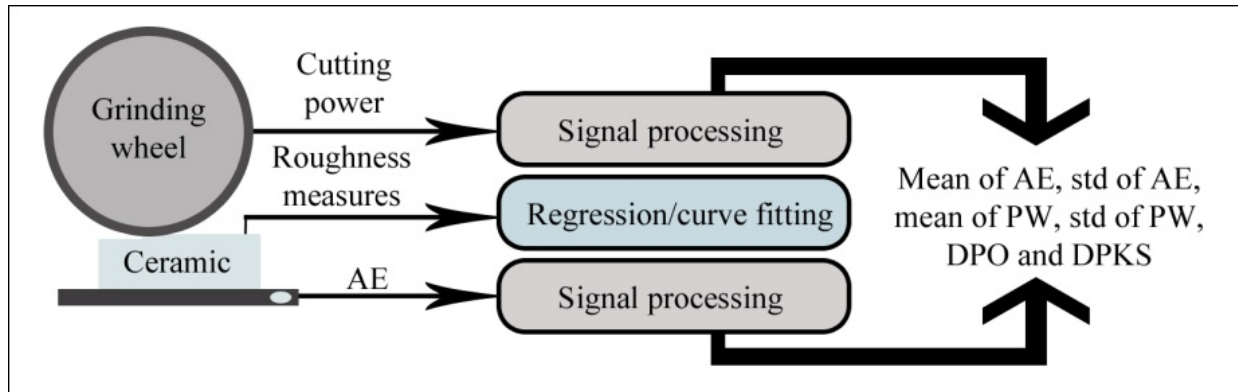 Grinding
wheel
Cutting
power
Roughness
measures
Ceramic
AE
Signal processing
Regression/curve fitting
Signal processing
Mean of AE, std of AE,
mean of PW, std of PW,
DPO and DPKS